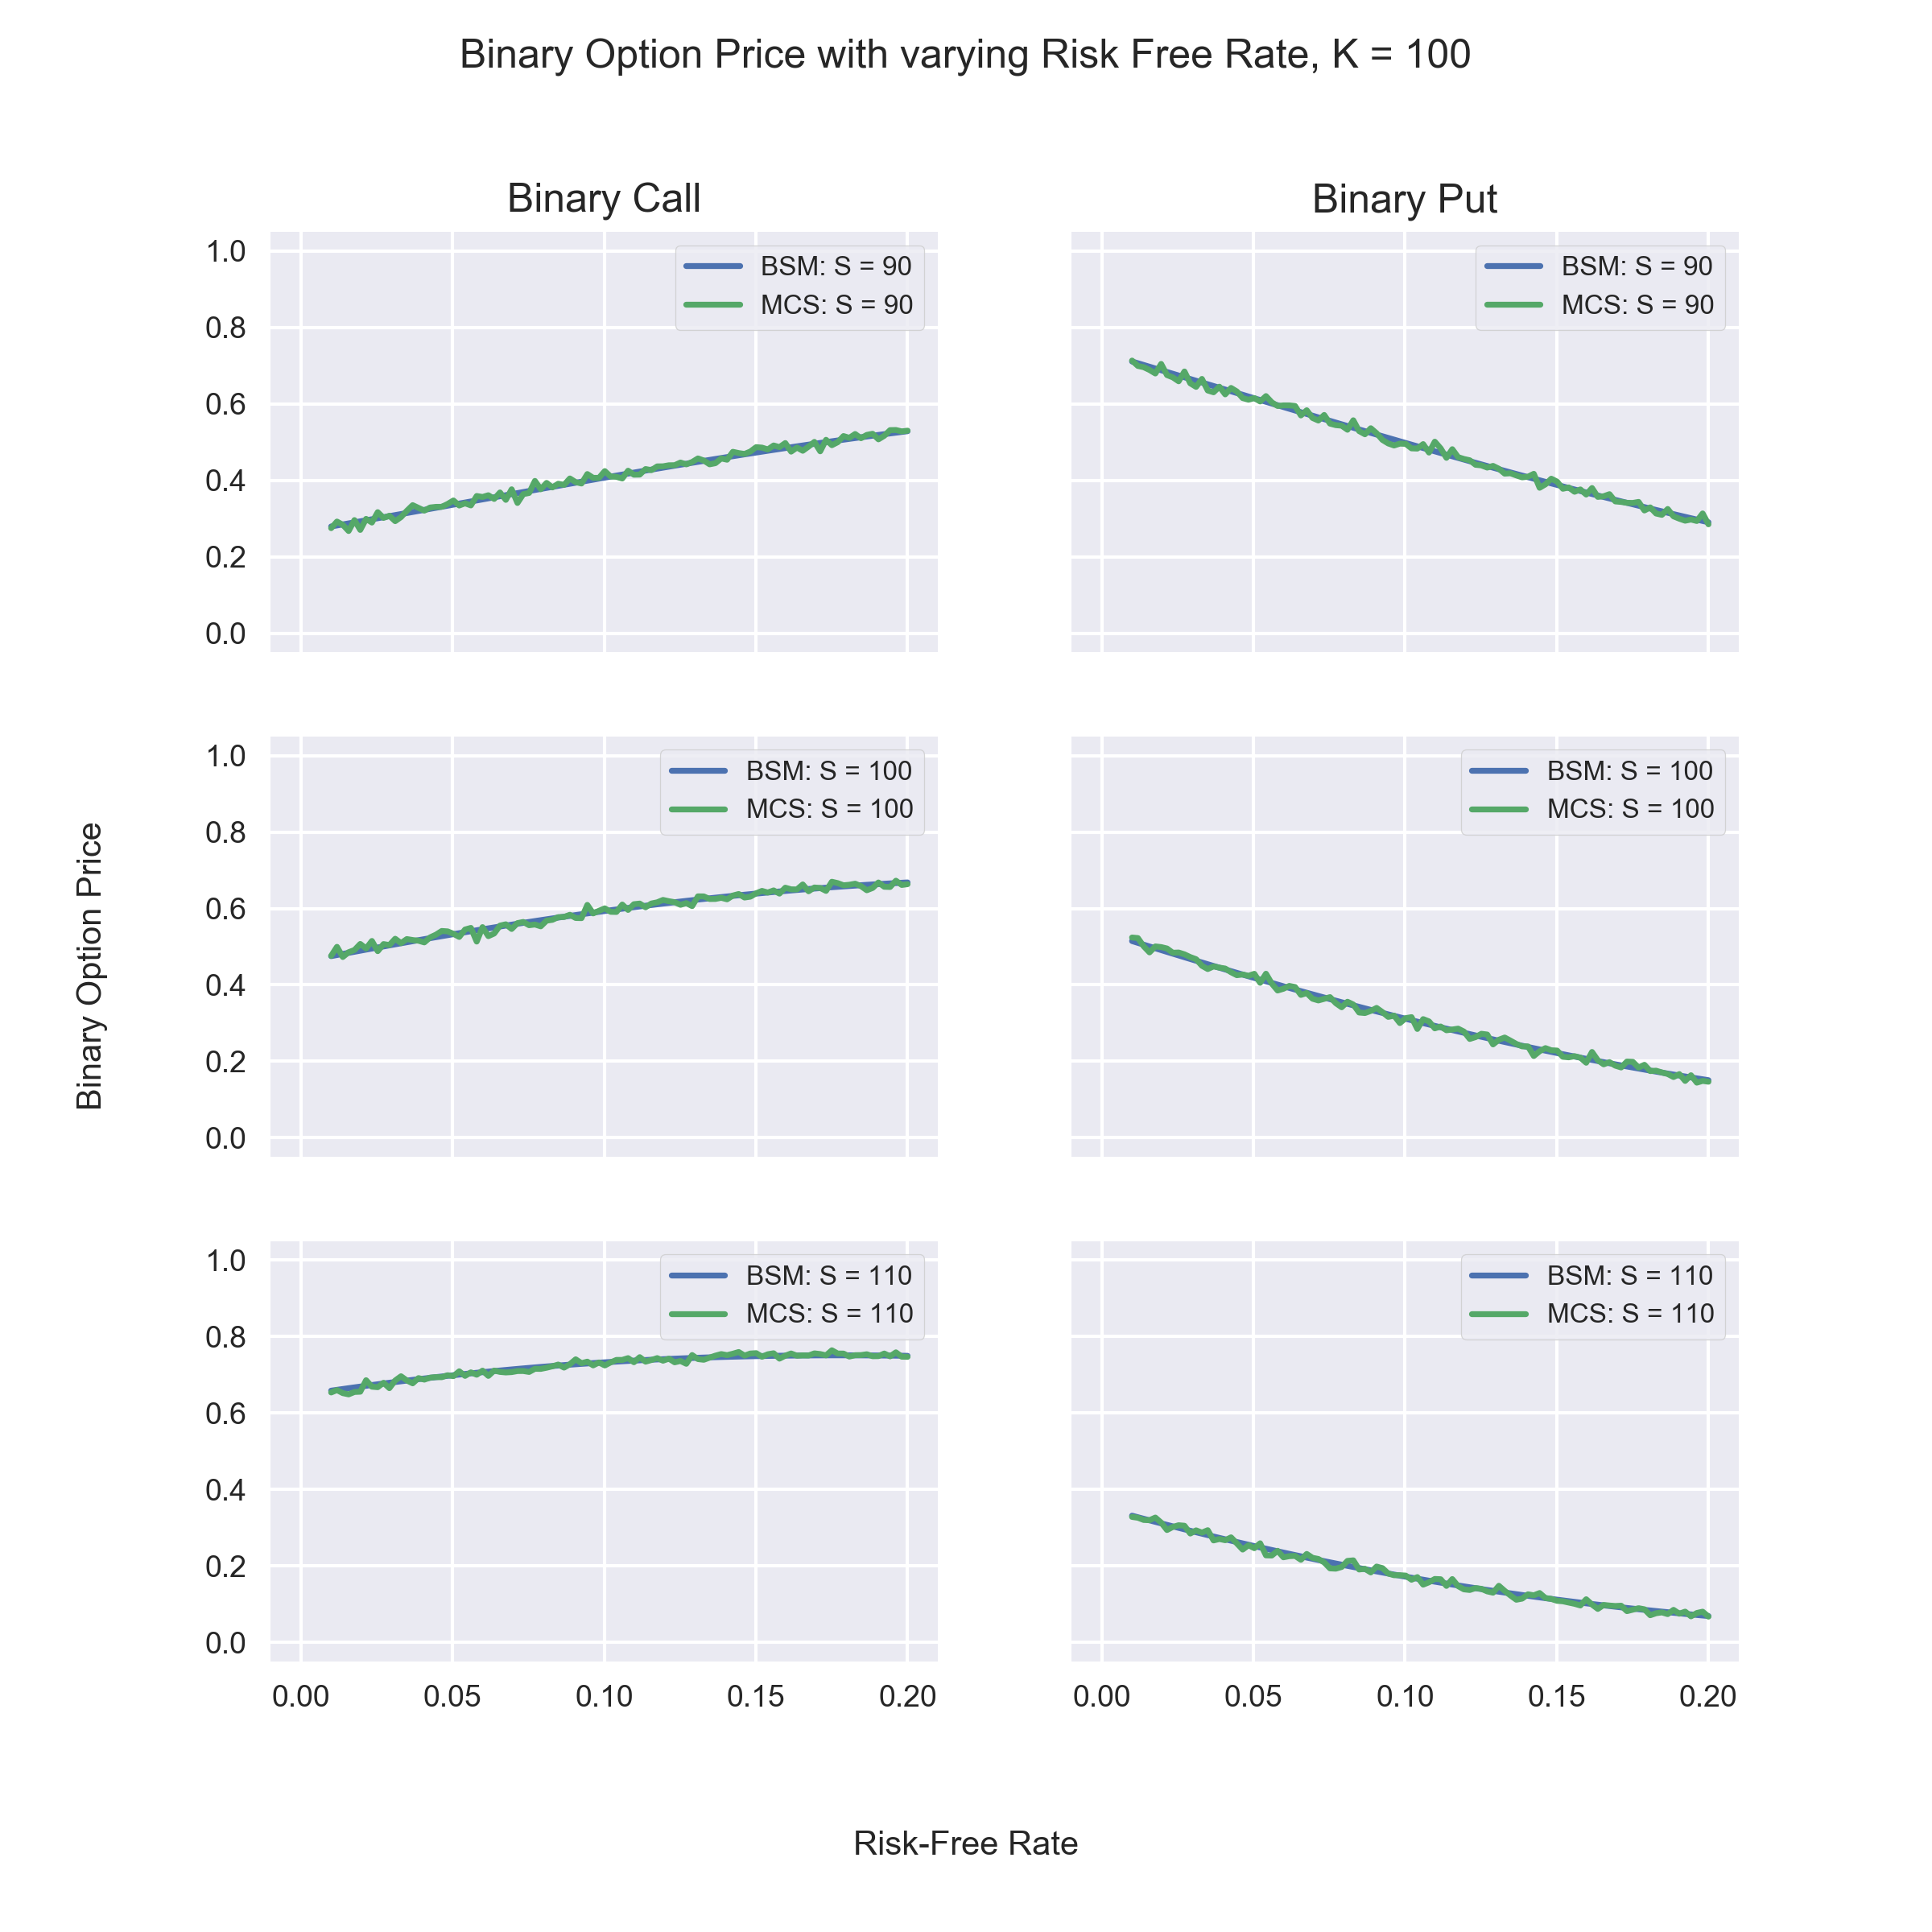 Binary Option Price with varying Risk Free Rate, K = 100
Binary Call
Binary Put
1.0
0.8
0.6
0.4
0.2
0.0
BSM: S = 90
MCS: S = 90
BSM: S = 90
MCS: S = 90
Binary Option Price
1.0
0.8
0.6
0.4
0.2
0.0
BSM: S = 100
MCS: S = 100
BSM: S = 100
MCS: S = 100
1.0
0.8
0.6
0.4
0.2
0.0
BSM: S = 110
MCS: S = 110
BSM: S = 110
MCS: S = 110
0.00 0.05 0.10 0.15 0.20
0.00 0.05 0.10 0.15 0.20
Risk-Free Rate